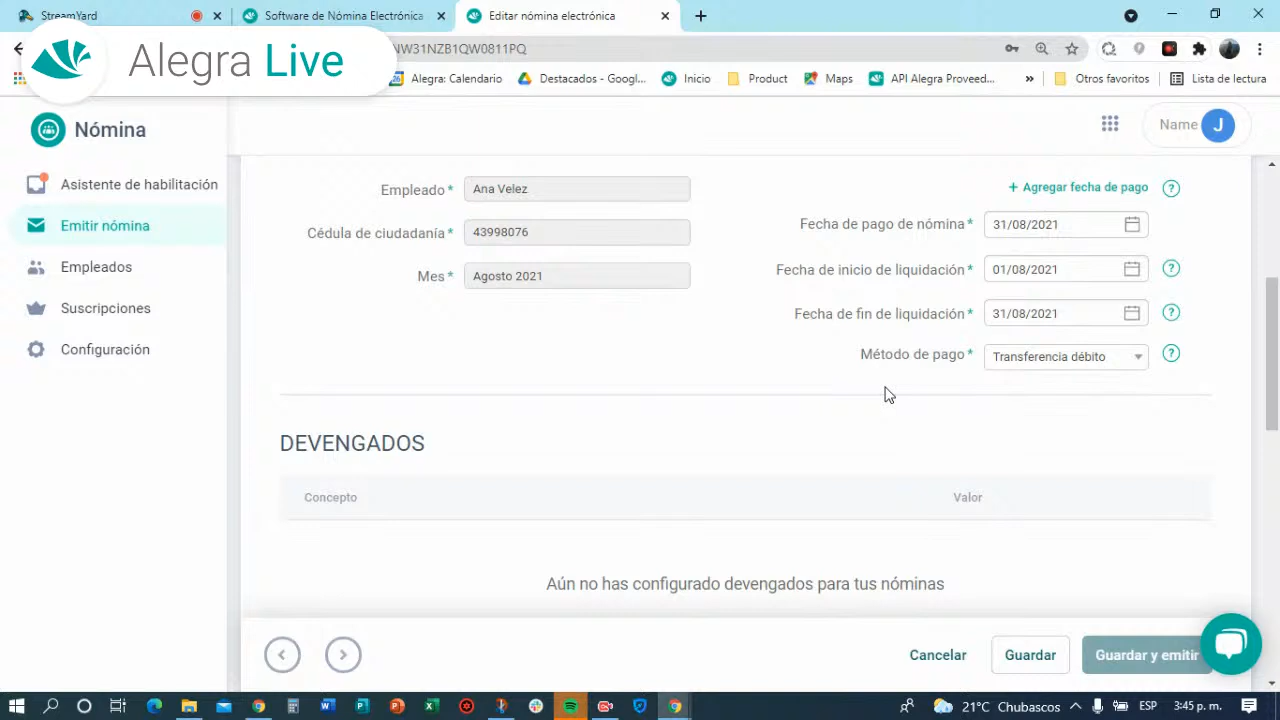 StreamYard
Software de Nómina Electrónica
Editar nómina electrónica
Alegra Live
NW31NZB1QW0811PQ
26
Alegra: Calendario
Destacados - Googl...
Inicio
Product
Maps
API Alegra Proveed...
»
Otros favoritos
Lista de lectura
Nómina
Name
J
Asistente de habilitación
Emitir nómina
Empleados
Suscripciones
Configuración
Empleado * Ana Velez
Cédula de ciudadanía * 43998076
Mes * Agosto 2021
+ Agregar fecha de pago ?
Fecha de pago de nómina * 31/08/2021
Fecha de inicio de liquidación * 01/08/2021 ?
Fecha de fin de liquidación * 31/08/2021 ?
Método de pago * Transferencia débito ?
DEVENGADOS
Concepto Valor
Aún no has configurado devengados para tus nóminas
Cancelar
Guardar
Guardar y emitir
21°C Chubascos
ESP
3:45 p. m.